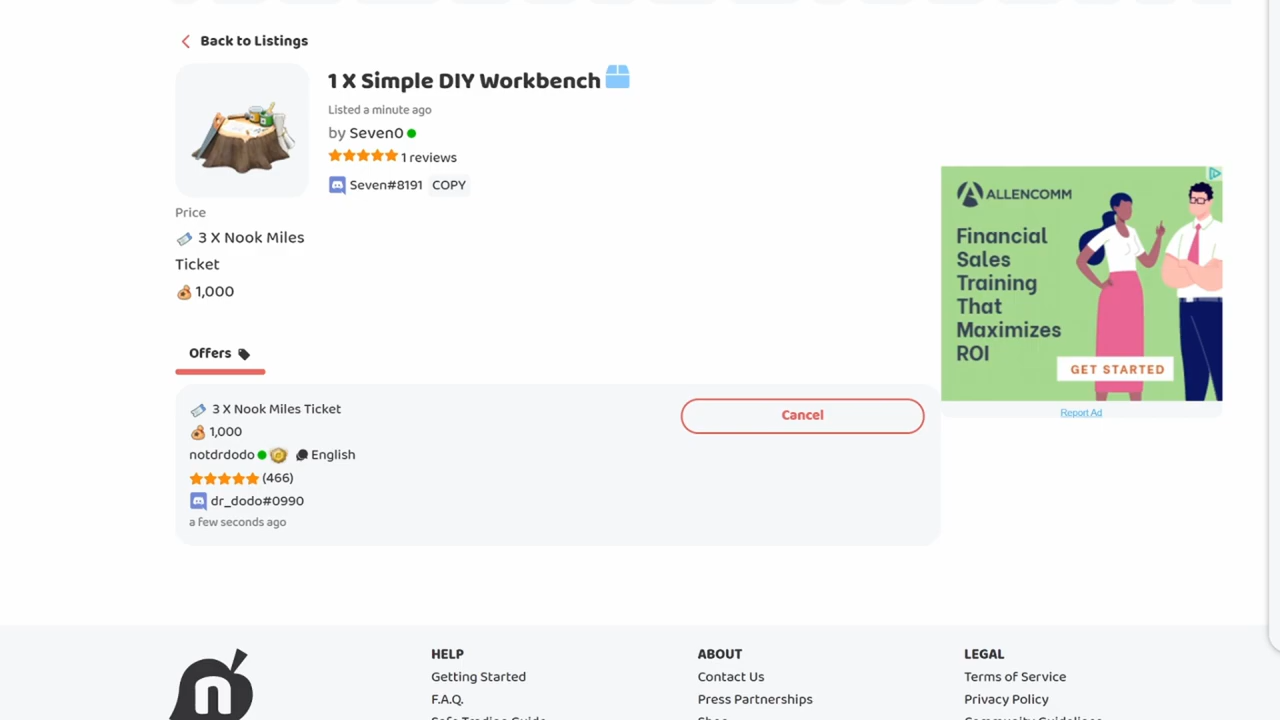 Back to Listings
1 X Simple DIY Workbench
Listed a minute ago
by Seven0
1 reviews
Seven#8191 COPY
Price
3 X Nook Miles
Ticket
1,000
Offers
3 X Nook Miles Ticket
1,000
notdrdodo English
(466)
dr_dodo#0990
a few seconds ago
Cancel
ALLENCOMM
Financial
Sales
Training
That
Maximizes
ROI
GET STARTED
Report Ad
n
HELP
Getting Started
F.A.Q.
ABOUT
Contact Us
Press Partnerships
LEGAL
Terms of Service
Privacy Policy